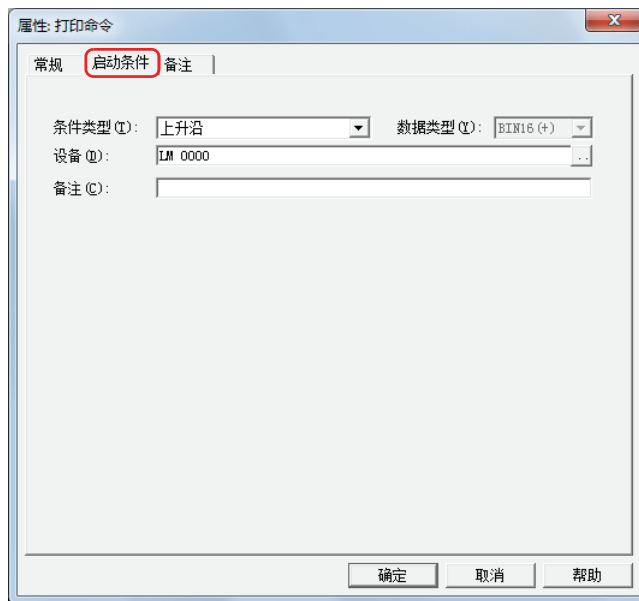 属性: 打印命令
常规 启动条件 备注
条件类型(T): 上升沿 数据类型(Y): BIN16(+)
设备(D): LM 0000 ..
备注(C):
确定 取消 帮助